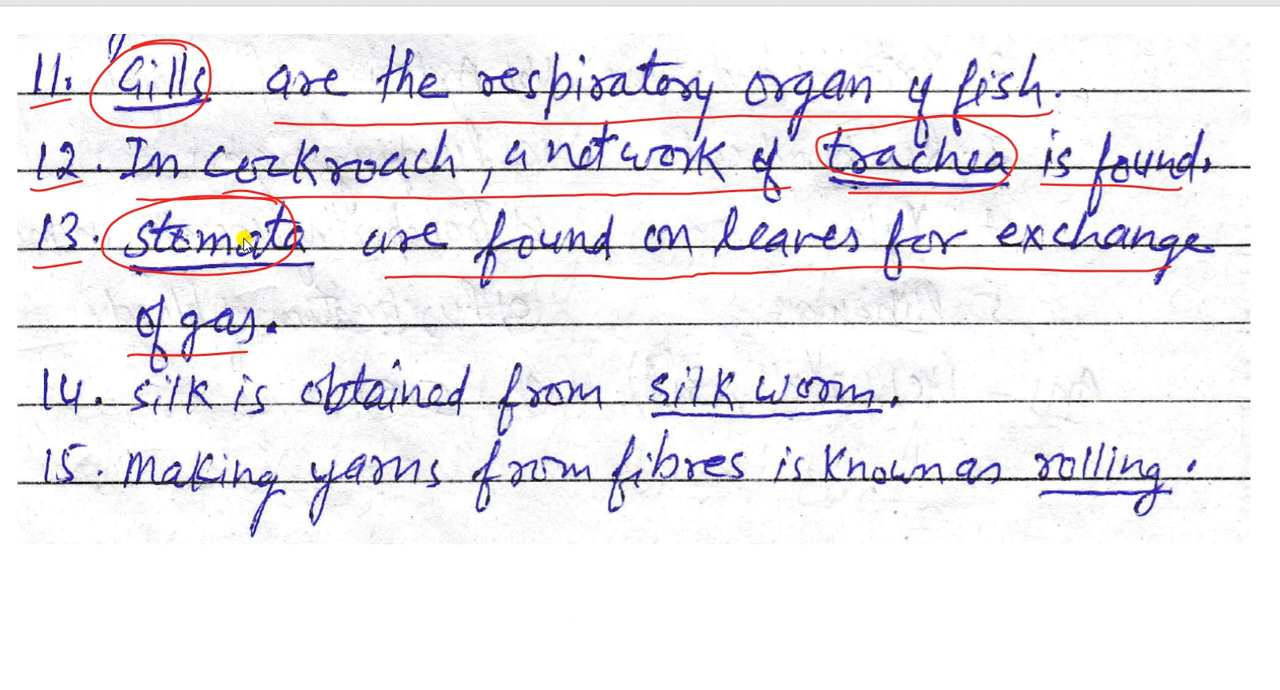 11. Gills are the respiratory organ of fish.
12. In cockroach, a network of trachea is found.
13. Stomata are found on leaves for exchange
of gas.
14. silk is obtained from silk worm.
15. Making yarns from fibres is known as rolling.